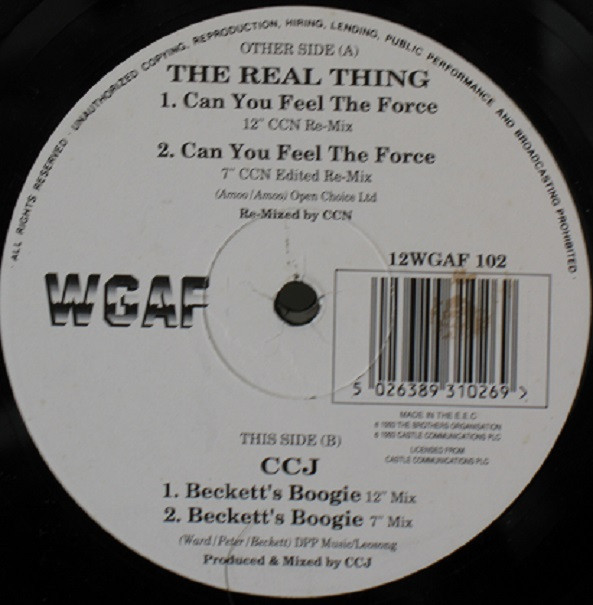 ALL RIGHTS RESERVED · UNAUTHORIZED COPYING, REPRODUCTION, HIRING, LENDING, PUBLIC PERFORMANCE AND BROADCASTING PROHIBITED ·
OTHER SIDE (A)
THE REAL THING
1. Can You Feel The Force
12" CCN Re-Mix
2. Can You Feel The Force
7" CCN Edited Re-Mix
(Amoo/Amoo) Open Choice Ltd
Re-Mixed by CCN
12WGAF 102
WGAF
5 026389 310269 >
MADE IN THE E.E.C
℗ 1993 THE BROTHERS ORGANISATION
© 1993 CASTLE COMMUNICATIONS PLC
LICENSED FROM
CASTLE COMMUNICATIONS PLC
THIS SIDE (B)
CCJ
1. Beckett's Boogie 12" Mix
2. Beckett's Boogie 7" Mix
(Ward/Peter/Beckett) DPP Music/Leosong
Produced & Mixed by CCJ